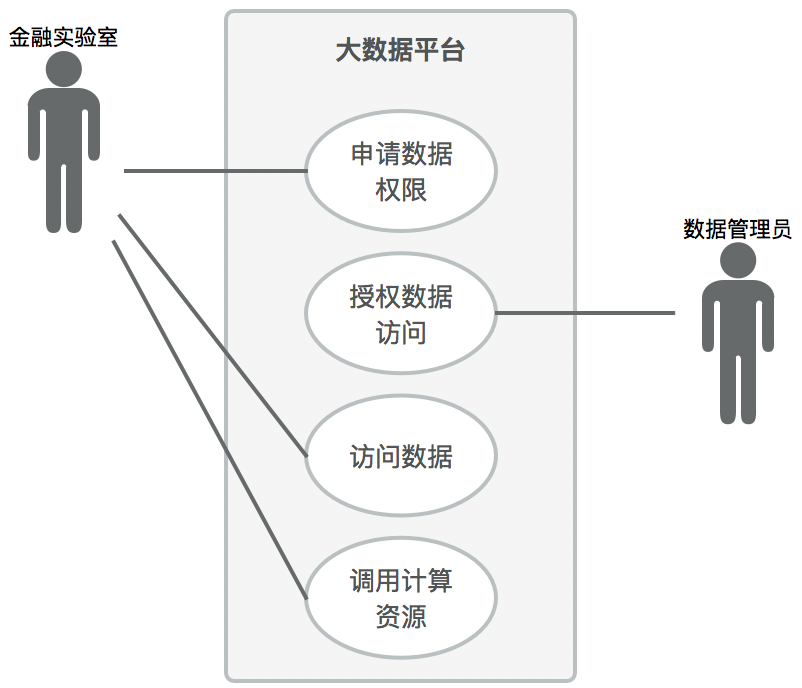 金融实验室
大数据平台
申请数据
权限
数据管理员
授权数据
访问
访问数据
调用计算
资源